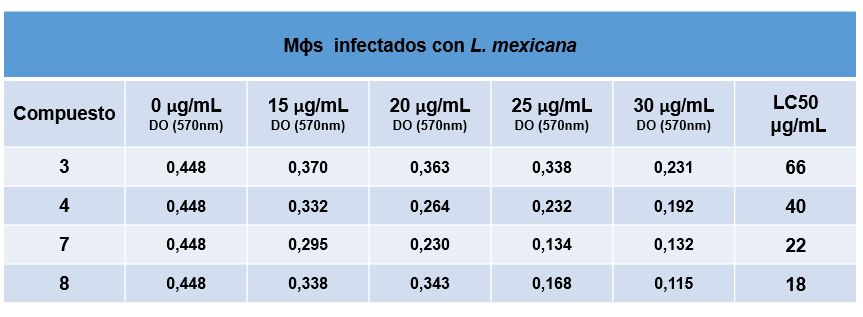 Mϕs infectados con L. mexicana
Compuesto 0 µg/mL DO (570nm) 15 µg/mL DO (570nm) 20 µg/mL DO (570nm) 25 µg/mL DO (570nm) 30 µg/mL DO (570nm) LC50 µg/mL
3 0,448 0,370 0,363 0,338 0,231 66
4 0,448 0,332 0,264 0,232 0,192 40
7 0,448 0,295 0,230 0,134 0,132 22
8 0,448 0,338 0,343 0,168 0,115 18